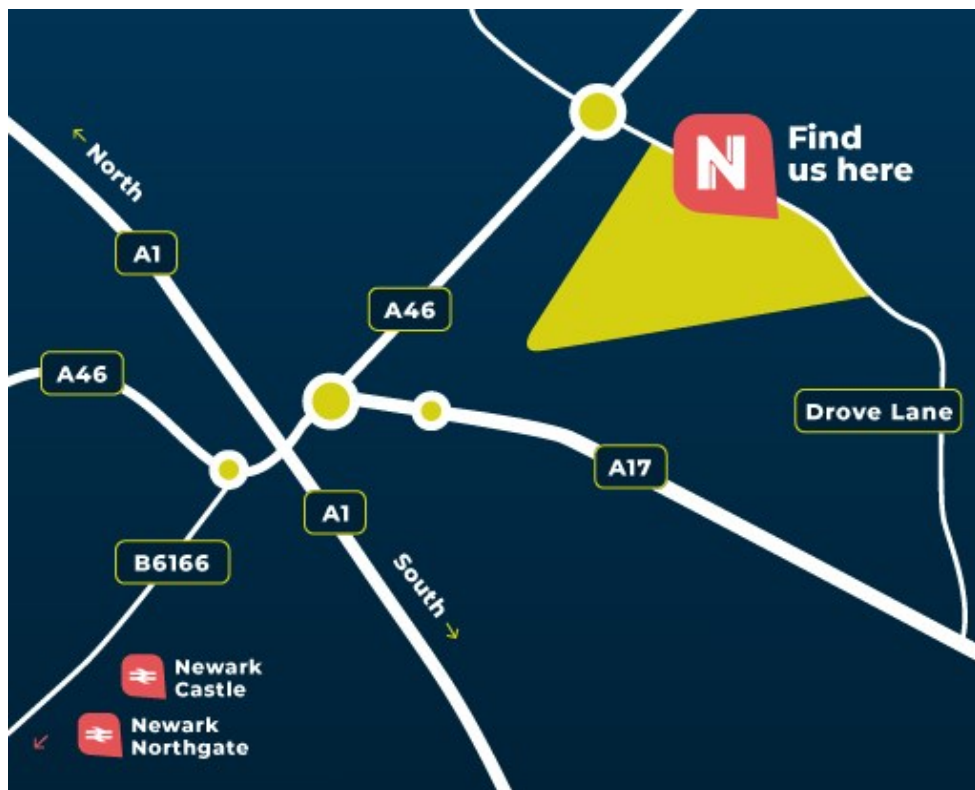 N
Find
us here
North
A1
A46
A46
Drove Lane
A17
A1
B6166
South
Newark
Castle
Newark
Northgate